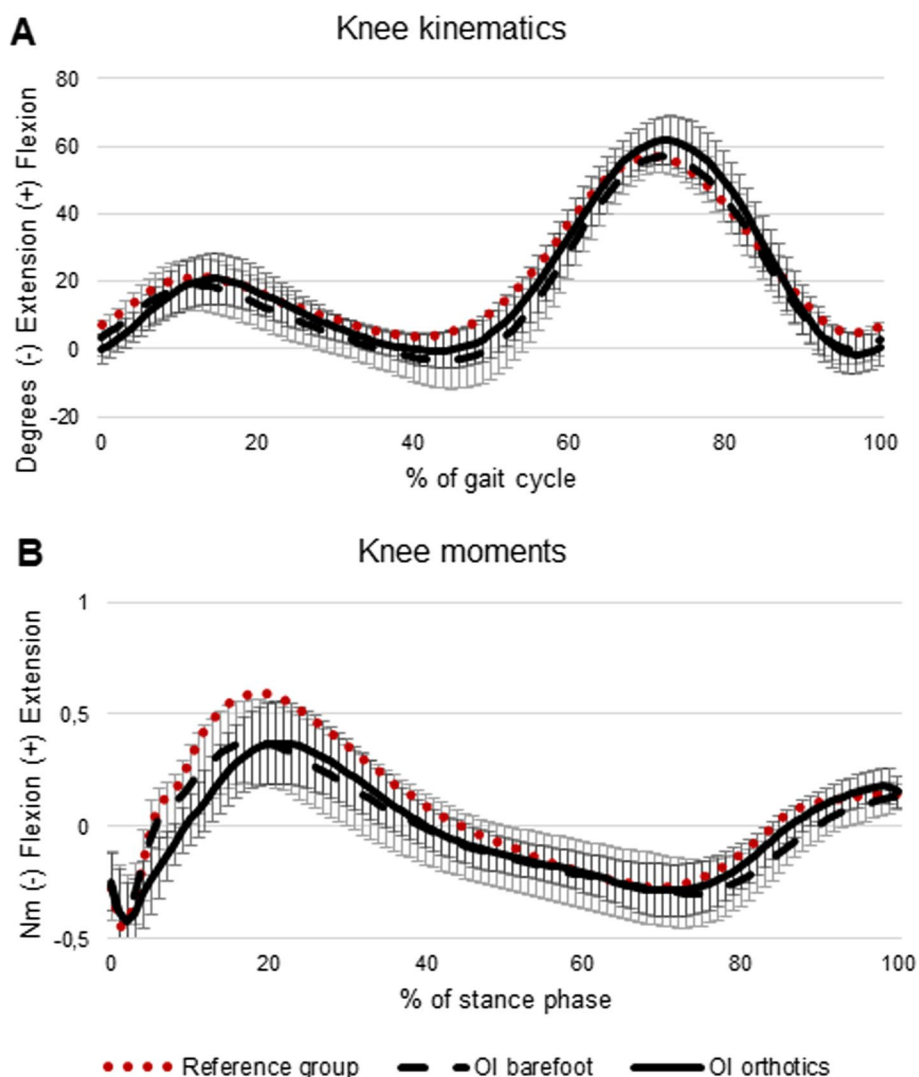 A
Knee kinematics
Degrees (-) Extension (+) Flexion
80
60
40
20
0
-20
0 20 40 60 80 100
% of gait cycle
B
Knee moments
Nm (-) Flexion (+) Extension
1
0,5
0
-0,5
0 20 40 60 80 100
% of stance phase
Reference group OI barefoot OI orthotics